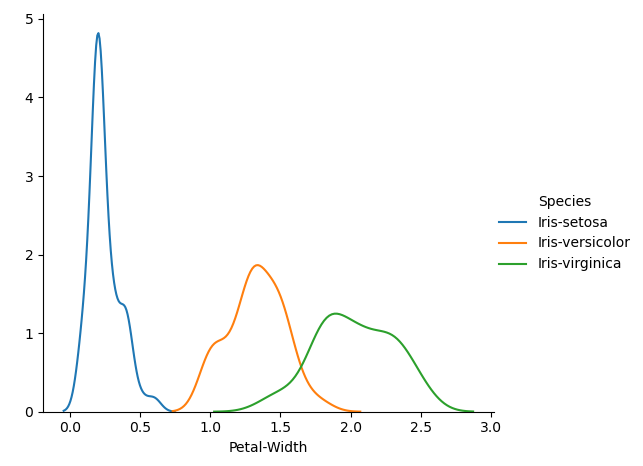 5
4
3
2
1
0
0.0 0.5 1.0 1.5 2.0 2.5 3.0
Petal-Width
Species
Iris-setosa
Iris-versicolor
Iris-virginica